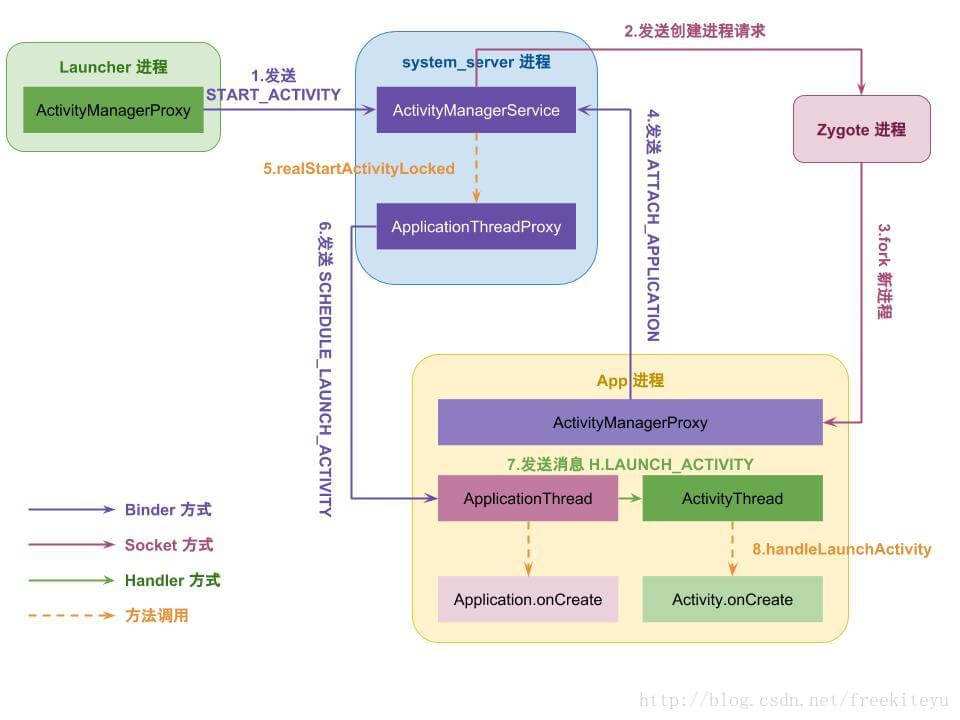 2.发送创建进程请求
Launcher 进程
ActivityManagerProxy
1.发送
START_ACTIVITY
system_server 进程
ActivityManagerService
5.realStartActivityLocked
ApplicationThreadProxy
4.发送 ATTACH_APPLICATION
Zygote 进程
3.fork 新进程
6.发送 SCHEDULE_LAUNCH_ACTIVITY
App 进程
ActivityManagerProxy
7.发送消息 H.LAUNCH_ACTIVITY
ApplicationThread
ActivityThread
8.handleLaunchActivity
Application.onCreate
Activity.onCreate
Binder 方式
Socket 方式
Handler 方式
方法调用
http://blog.csdn.net/freekiteyu